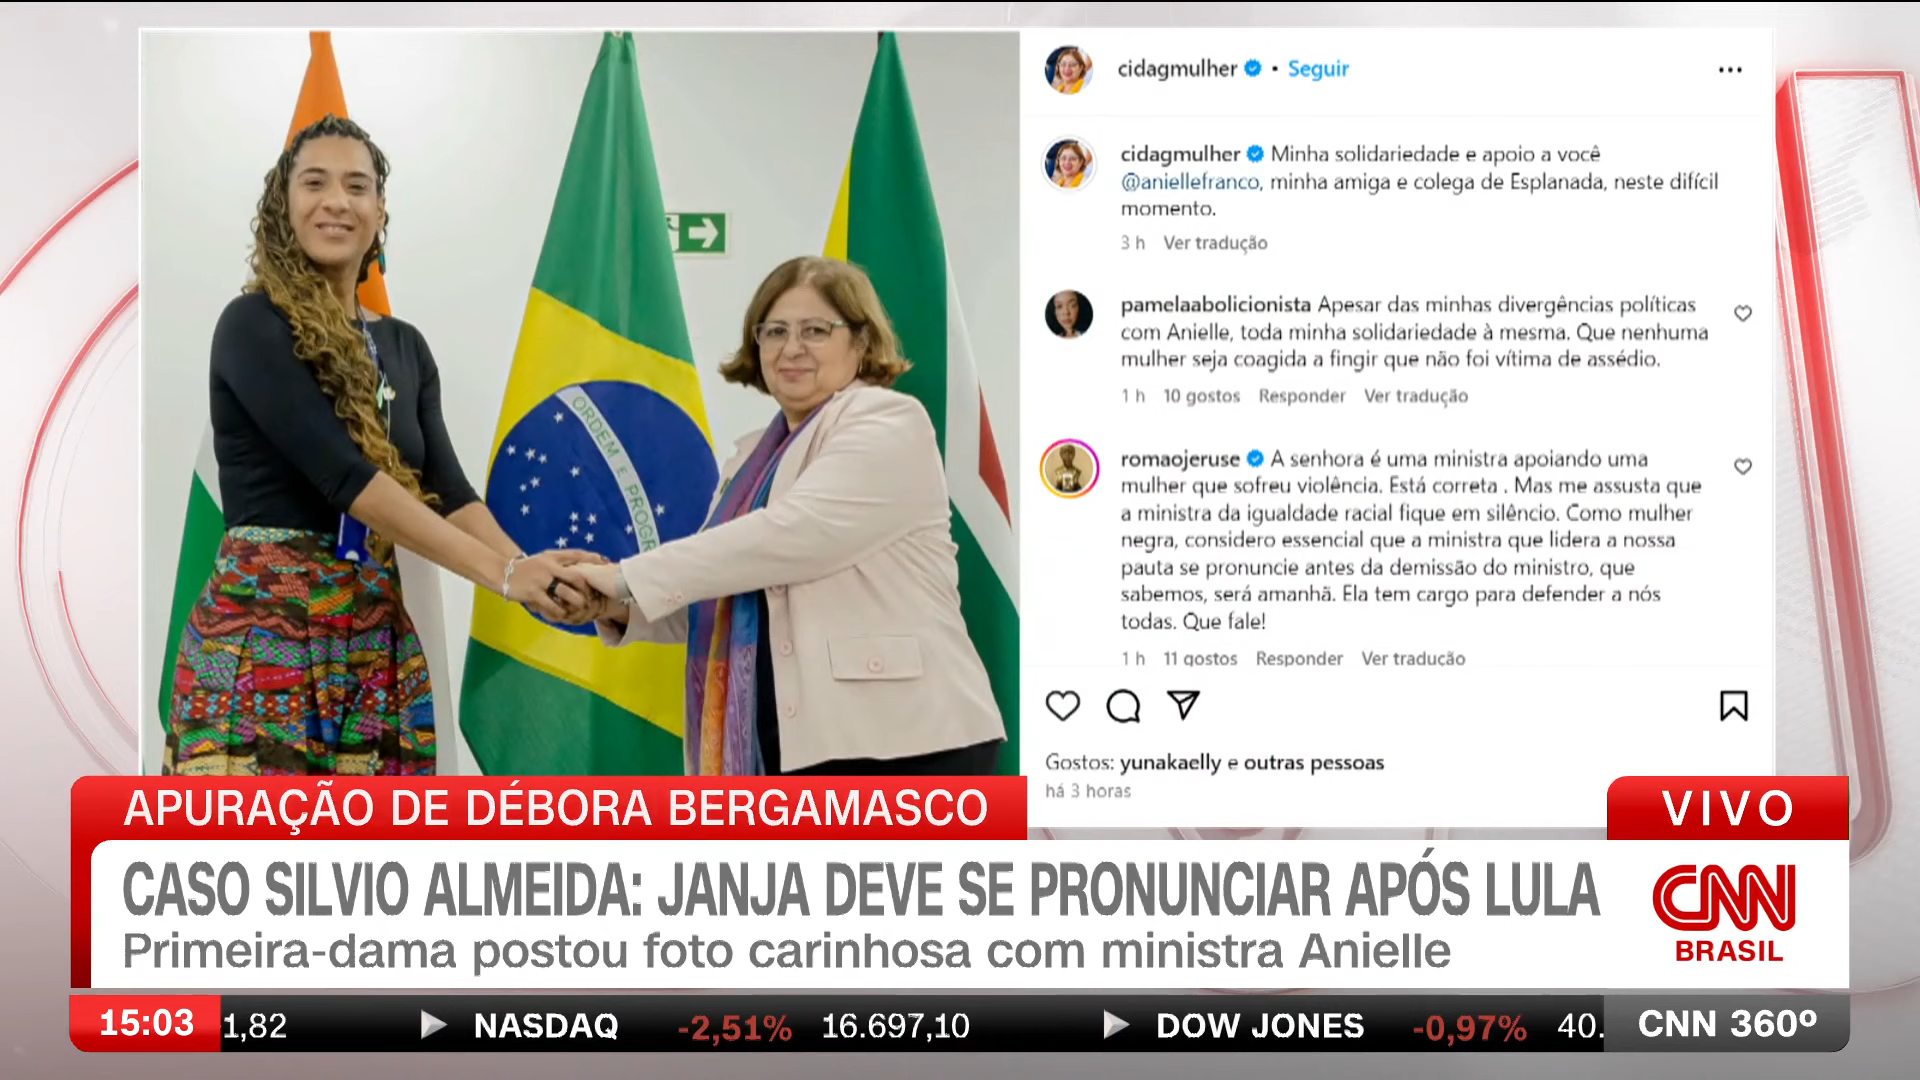 cidagmulher • Seguir
cidagmulher Minha solidariedade e apoio a você
@aniellefranco, minha amiga e colega de Esplanada, neste difícil
momento.
3 h Ver tradução
pamelaabolicionista Apesar das minhas divergências políticas
com Anielle, toda minha solidariedade à mesma. Que nenhuma
mulher seja coagida a fingir que não foi vítima de assédio.
1 h 10 gostos Responder Ver tradução
romaojeruse A senhora é uma ministra apoiando uma
mulher que sofreu violência. Está correta . Mas me assusta que
a ministra da igualdade racial fique em silêncio. Como mulher
negra, considero essencial que a ministra que lidera a nossa
pauta se pronuncie antes da demissão do ministro, que
sabemos, será amanhã. Ela tem cargo para defender a nós
todas. Que fale!
1 h 11 gostos Responder Ver tradução
Gostos: yunakaelly e outras pessoas
há 3 horas
ORDEM E PROGR
APURAÇÃO DE DÉBORA BERGAMASCO
VIVO
CASO SILVIO ALMEIDA: JANJA DEVE SE PRONUNCIAR APÓS LULA
Primeira-dama postou foto carinhosa com ministra Anielle
CNN
BRASIL
15:03 1,82 NASDAQ -2,51% 16.697,10 DOW JONES -0,97% 40. CNN 360º